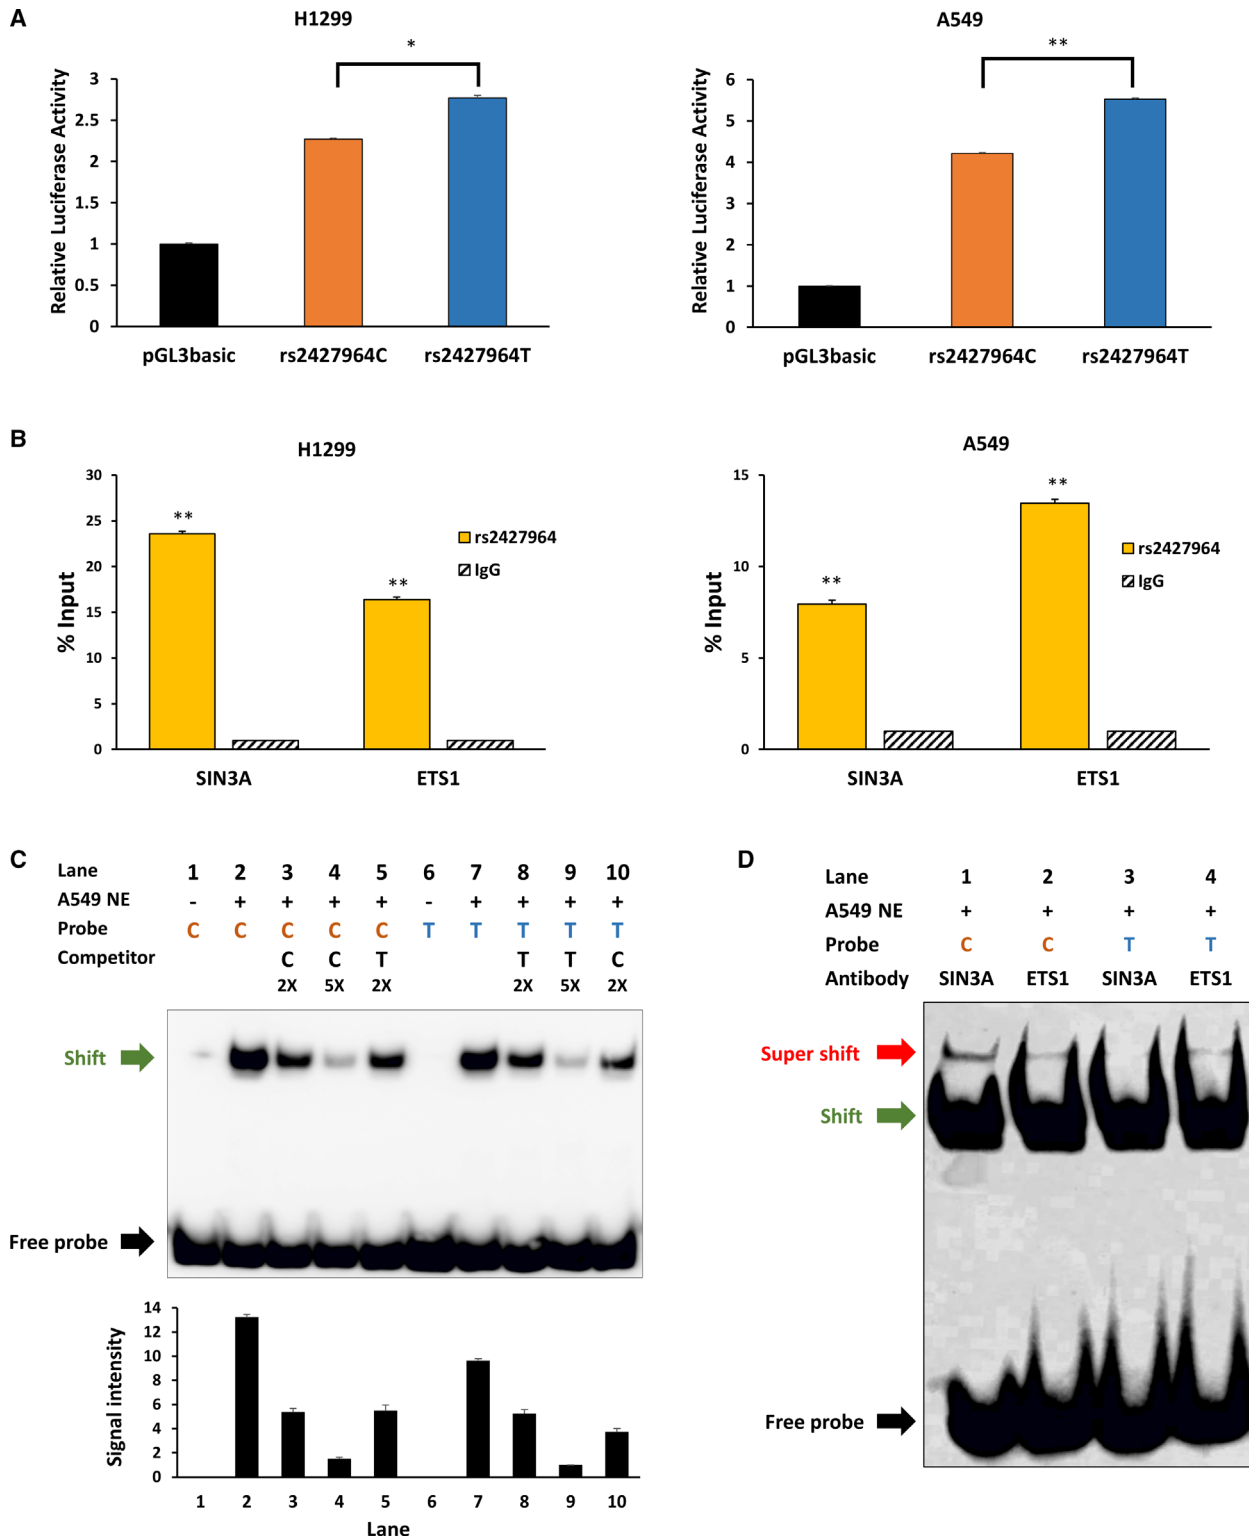 A
H1299
Relative Luciferase Activity
3
2.5
2
1.5
1
0.5
0
*
pGL3basic rs2427964C rs2427964T
A549
Relative Luciferase Activity
6
5
4
3
2
1
0
**
pGL3basic rs2427964C rs2427964T
B
H1299
% Input
30
25
20
15
10
5
0
**
**
rs2427964
IgG
SIN3A ETS1
A549
% Input
15
10
5
0
**
**
rs2427964
IgG
SIN3A ETS1
C
Lane 1 2 3 4 5 6 7 8 9 10
A549 NE - + + + + - + + + +
Probe C C C C C T T T T T
Competitor C C T T T C
2X 5X 2X 2X 5X 2X
Shift
Free probe
Signal intensity
14
12
10
8
6
4
2
0
1 2 3 4 5 6 7 8 9 10
Lane
D
Lane 1 2 3 4
A549 NE + + + +
Probe C C T T
Antibody SIN3A ETS1 SIN3A ETS1
Super shift
Shift
Free probe